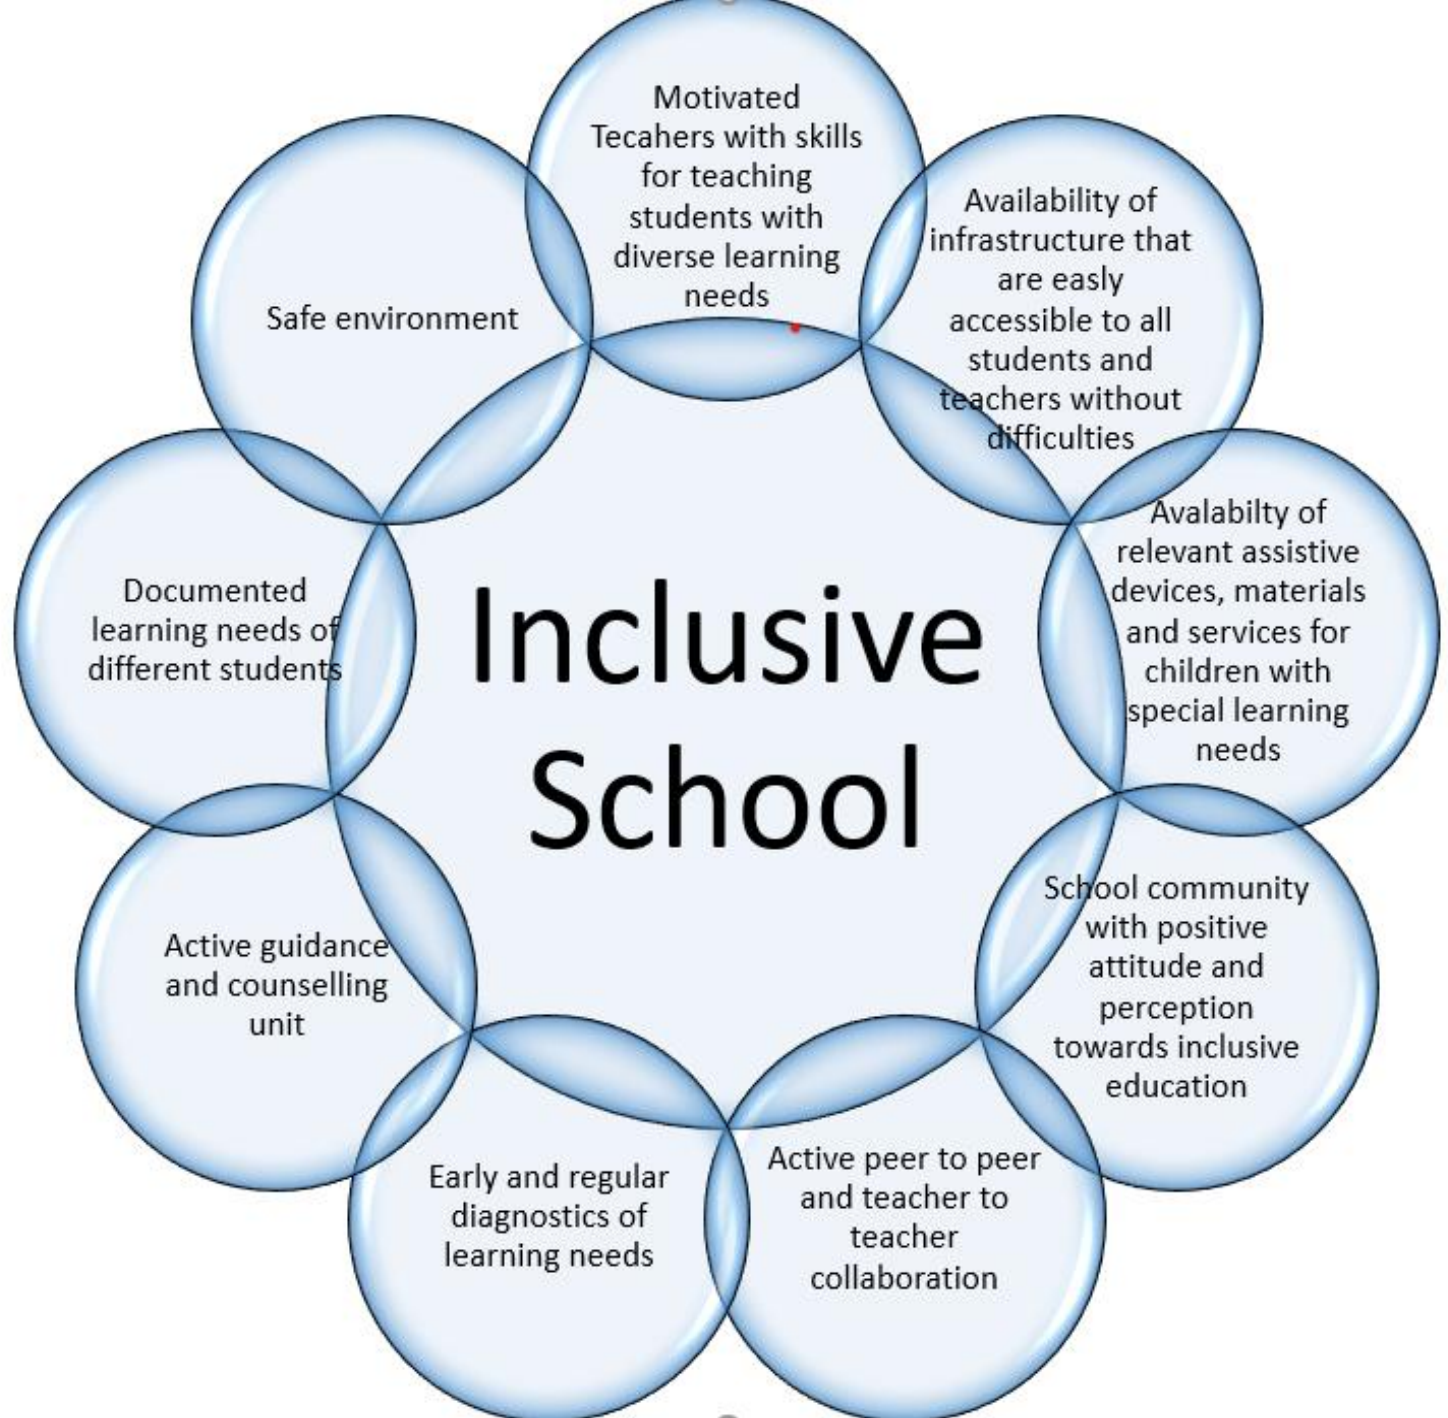 Motivated
Tecahers with skills
for teaching
students with
diverse learning
needs
Availability of
infrastructure that
are easly
accessible to all
students and
teachers without
difficulties
Avalabilty of
relevant assistive
devices, materials
and services for
children with
special learning
needs
School community
with positive
attitude and
perception
towards inclusive
education
Active peer to peer
and teacher to
teacher
collaboration
Early and regular
diagnostics of
learning needs
Active guidance
and counselling
unit
Documented
learning needs of
different students
Safe environment
Inclusive
School